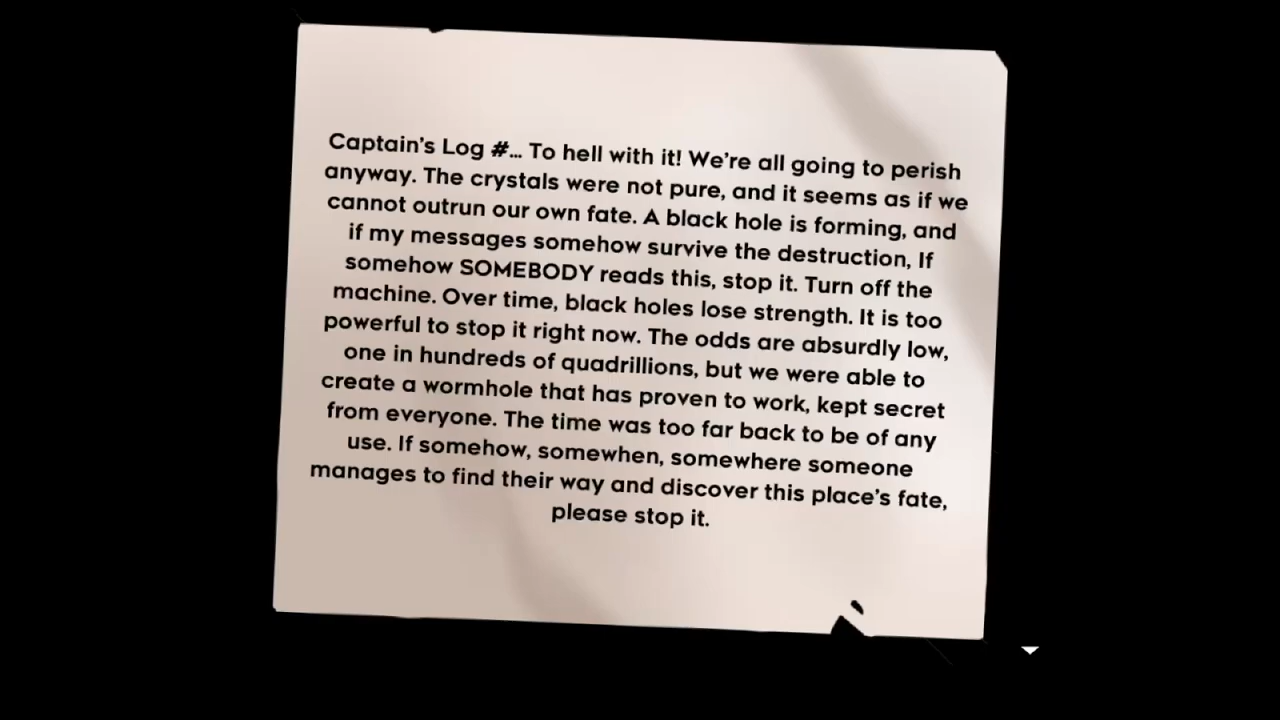 Captain's Log #... To hell with it! We're all going to perish
anyway. The crystals were not pure, and it seems as if we
cannot outrun our own fate. A black hole is forming, and
if my messages somehow survive the destruction, If
somehow SOMEBODY reads this, stop it. Turn off the
machine. Over time, black holes lose strength. It is too
powerful to stop it right now. The odds are absurdly low,
one in hundreds of quadrillions, but we were able to
create a wormhole that has proven to work, kept secret
from everyone. The time was too far back to be of any
use. If somehow, somewhen, somewhere someone
manages to find their way and discover this place's fate,
please stop it.